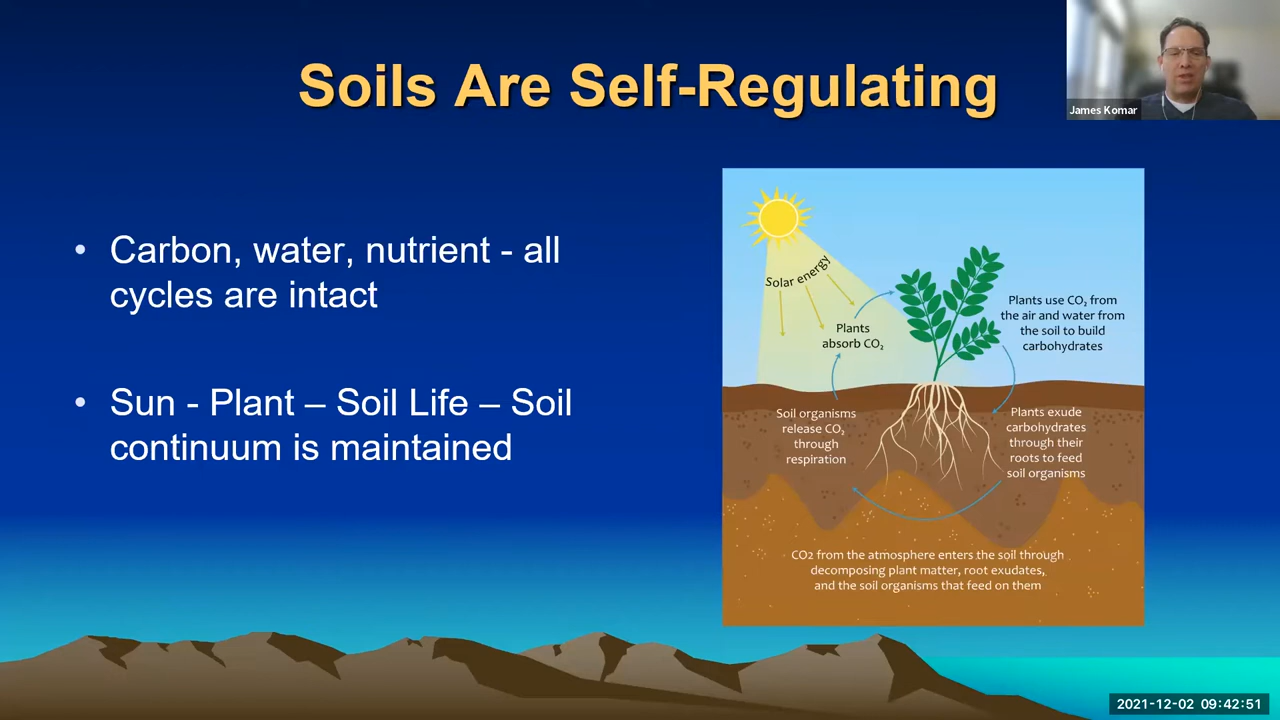 Soils Are Self-Regulating
James Komar
• Carbon, water, nutrient - all
cycles are intact
• Sun - Plant – Soil Life – Soil
continuum is maintained
Solar energy
Plants
absorb CO₂
Plants use CO₂ from
the air and water from
the soil to build
carbohydrates
Soil organisms
release CO₂
through
respiration
Plants exude
carbohydrates
through their
roots to feed
soil organisms
CO2 from the atmosphere enters the soil through
decomposing plant matter, root exudates,
and the soil organisms that feed on them
2021-12-02 09:42:51